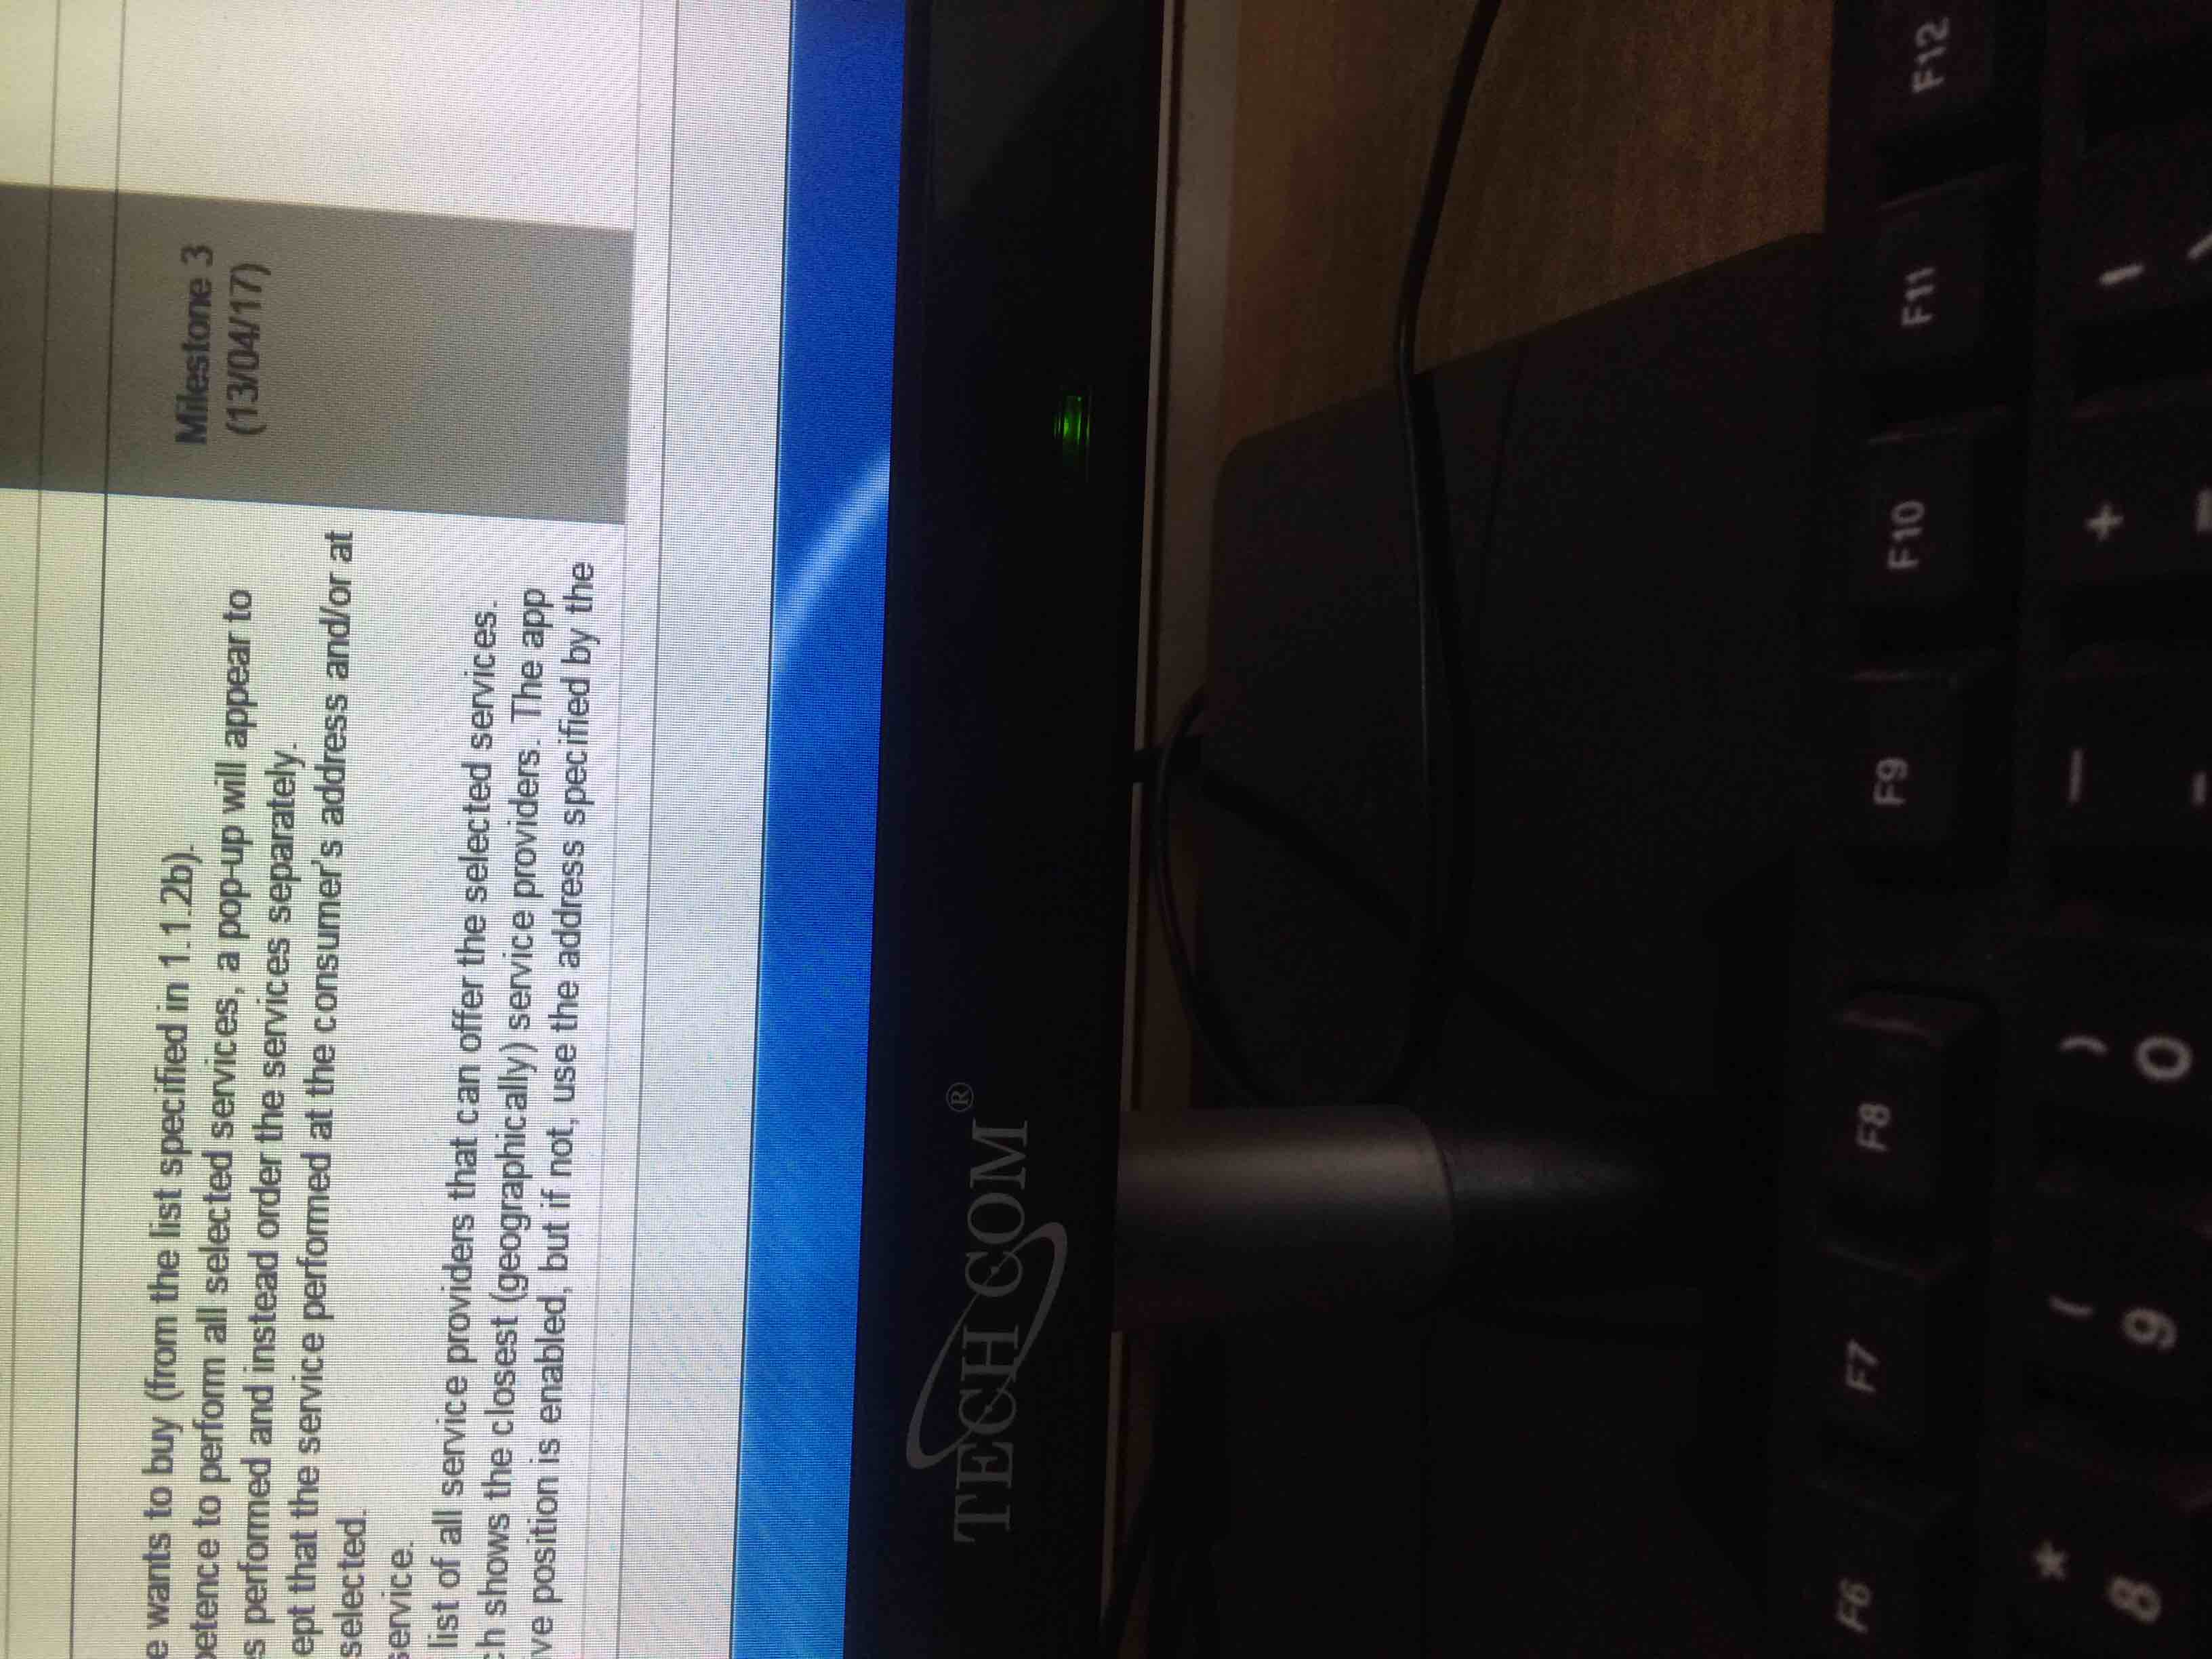 e wants to buy (from the list specified in 1.1.2b).
petence to perform all selected services, a pop-up will appear to
s performed and instead order the services separately.
ept that the service performed at the consumer's address and/or at
selected.
service.
list of all service providers that can offer the selected services.
ch shows the closest (geographically) service providers. The app
ve position is enabled, but if not, use the address specified by the
Milestone 3
(13/04/17)
TECH COM®
F6 F7 F8 F9 F10 F11 F12
* ( ) — +
8 9 0 -